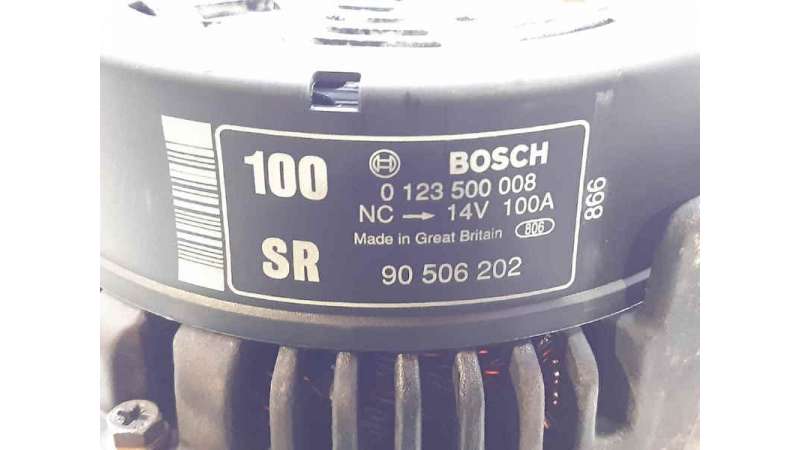 100
BOSCH
0 123 500 008
NC → 14V 100A
Made in Great Britain 806
SR
90 506 202
866